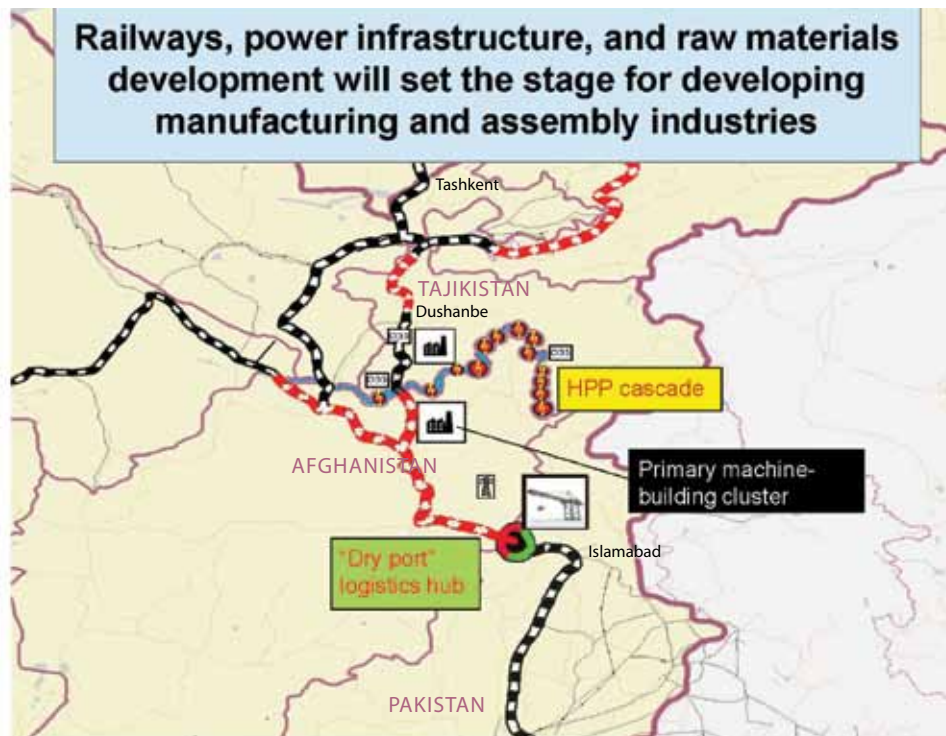 Railways, power infrastructure, and raw materials
development will set the stage for developing
manufacturing and assembly industries
Tashkent
TAJIKISTAN
Dushanbe
HPP cascade
AFGHANISTAN
Primary machine-
building cluster
Islamabad
"Dry port"
logistics hub
PAKISTAN